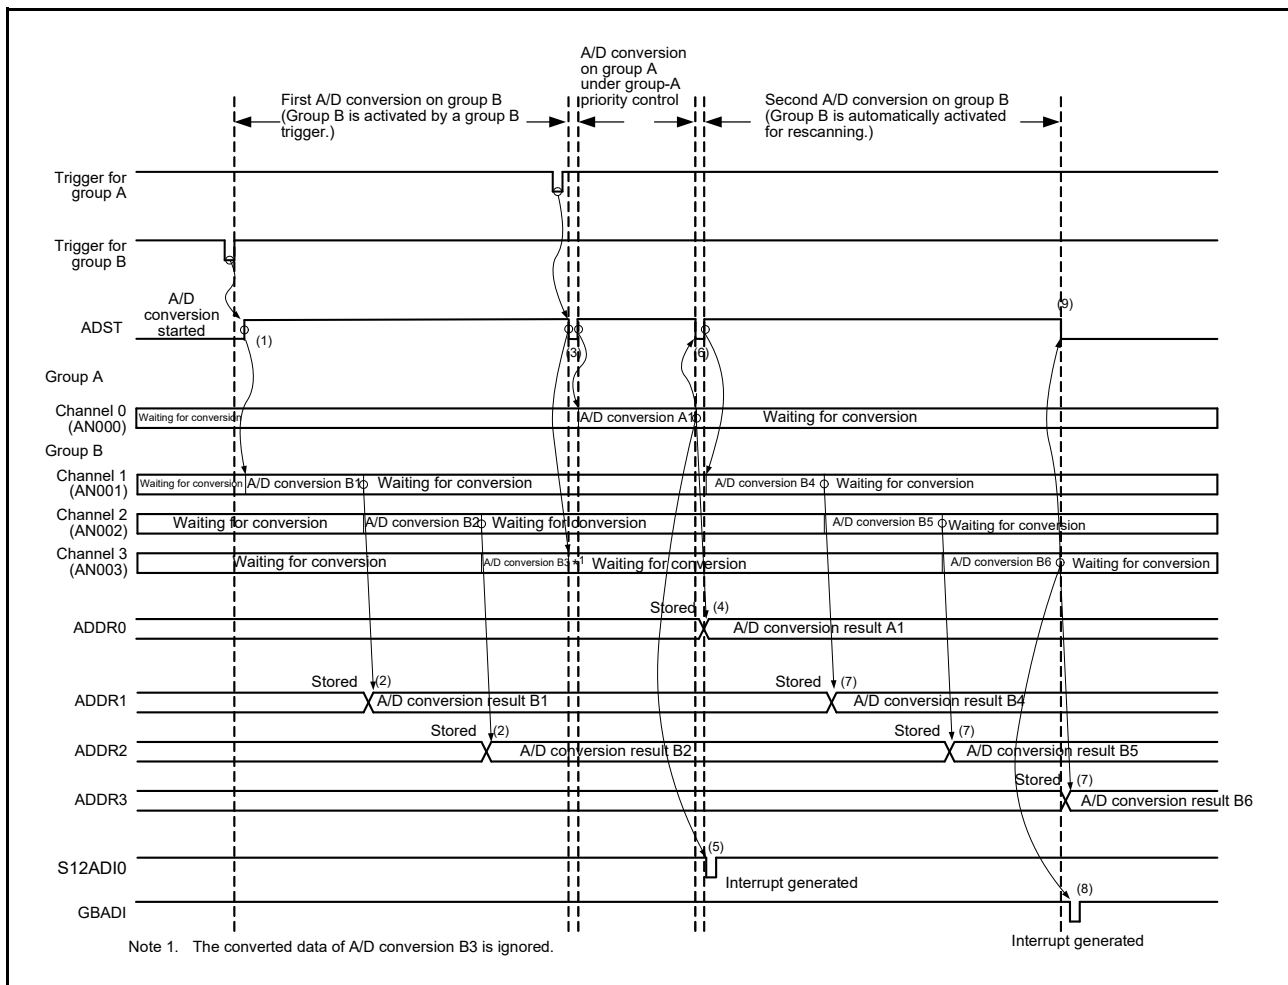 A/D conversion
on group A
under group-A
priority control
First A/D conversion on group B
(Group B is activated by a group B
trigger.)
Second A/D conversion on group B
(Group B is automatically activated
for rescanning.)
Trigger for
group A
Trigger for
group B
A/D
conversion
started
ADST
(1)
(3)
(6)
(9)
Group A
Channel 0
(AN000)
Waiting for conversion
A/D conversion A1
Waiting for conversion
Group B
Channel 1
(AN001)
Waiting for conversion
A/D conversion B1
Waiting for conversion
A/D conversion B4
Waiting for conversion
Channel 2
(AN002)
Waiting for conversion
A/D conversion B2
Waiting for conversion
A/D conversion B5
Waiting for conversion
Channel 3
(AN003)
Waiting for conversion
A/D conversion B3 *1
Waiting for conversion
A/D conversion B6
Waiting for conversion
Stored
(4)
ADDR0
A/D conversion result A1
Stored
(2)
Stored
(7)
ADDR1
A/D conversion result B1
A/D conversion result B4
Stored
(2)
Stored
(7)
ADDR2
A/D conversion result B2
A/D conversion result B5
Stored
(7)
ADDR3
A/D conversion result B6
(5)
S12ADI0
Interrupt generated
(8)
GBADI
Interrupt generated
Note 1. The converted data of A/D conversion B3 is ignored.